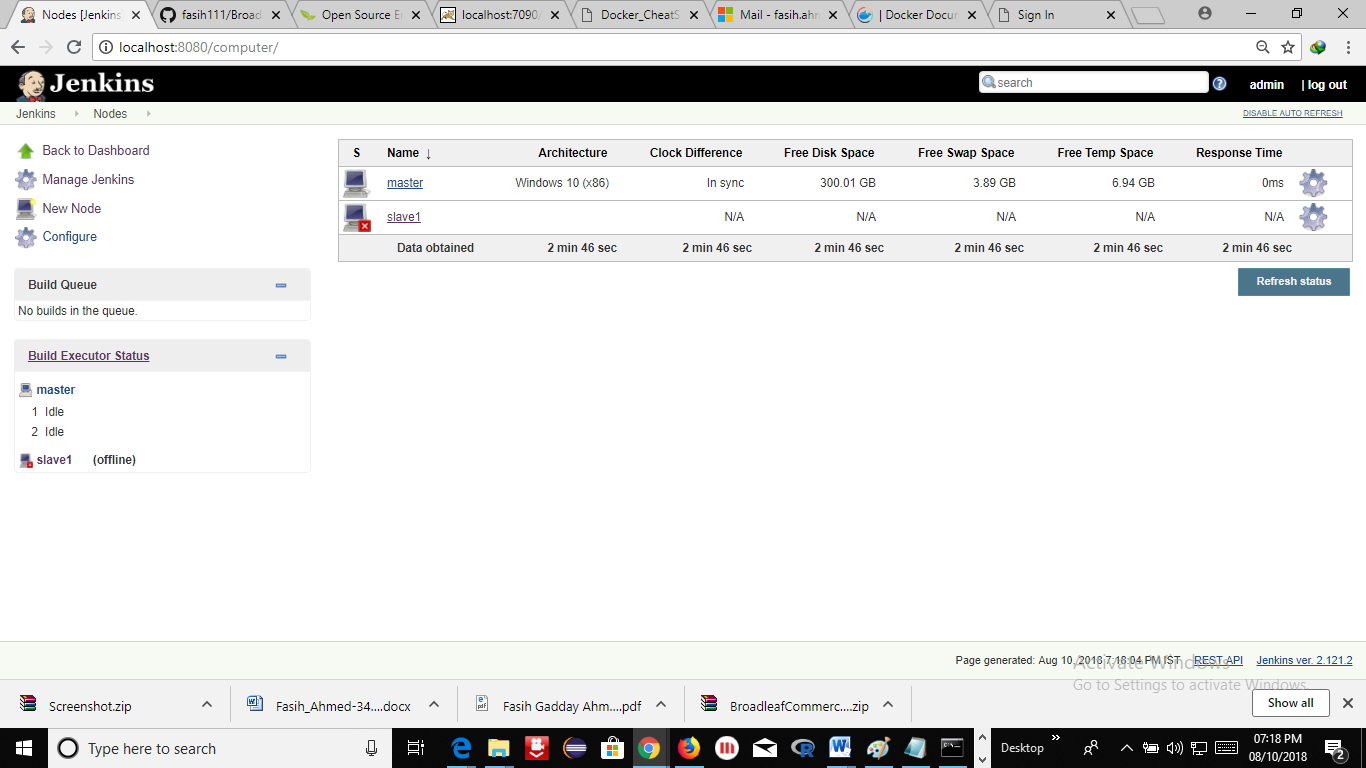 Nodes [Jenkins
fasih111/Broad
Open Source E
localhost:7090/
Docker_CheatS
Mail - fasih.ahm
| Docker Docum
Sign In
localhost:8080/computer/
Jenkins
search
admin
| log out
Jenkins
Nodes
DISABLE AUTO REFRESH
Back to Dashboard
Manage Jenkins
New Node
Configure
S Name ↓ Architecture Clock Difference Free Disk Space Free Swap Space Free Temp Space Response Time
master Windows 10 (x86) In sync 300.01 GB 3.89 GB 6.94 GB 0ms
slave1 N/A N/A N/A N/A N/A
Data obtained 2 min 46 sec 2 min 46 sec 2 min 46 sec 2 min 46 sec 2 min 46 sec 2 min 46 sec
Refresh status
Build Queue
No builds in the queue.
Build Executor Status
master
1 Idle
2 Idle
slave1 (offline)
Page generated: Aug 10, 2018 7:18:04 PM IST REST API Jenkins ver. 2.121.2
Activate Windows
Go to Settings to activate Windows.
Screenshot.zip
Fasih_Ahmed-34....docx
Fasih Gadday Ahm....pdf
BroadleafCommerc....zip
Show all
Type here to search
Desktop
07:18 PM
08/10/2018
2